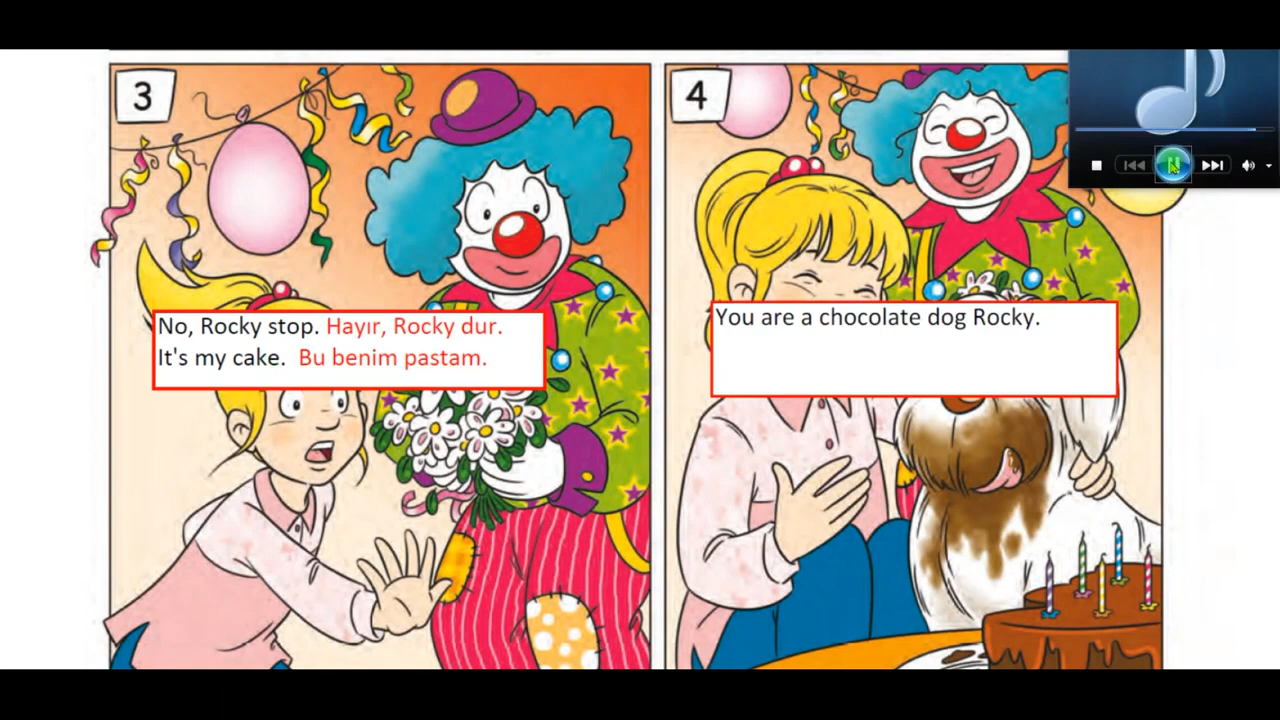 3
No, Rocky stop. Hayır, Rocky dur.
It's my cake. Bu benim pastam.
4
You are a chocolate dog Rocky.